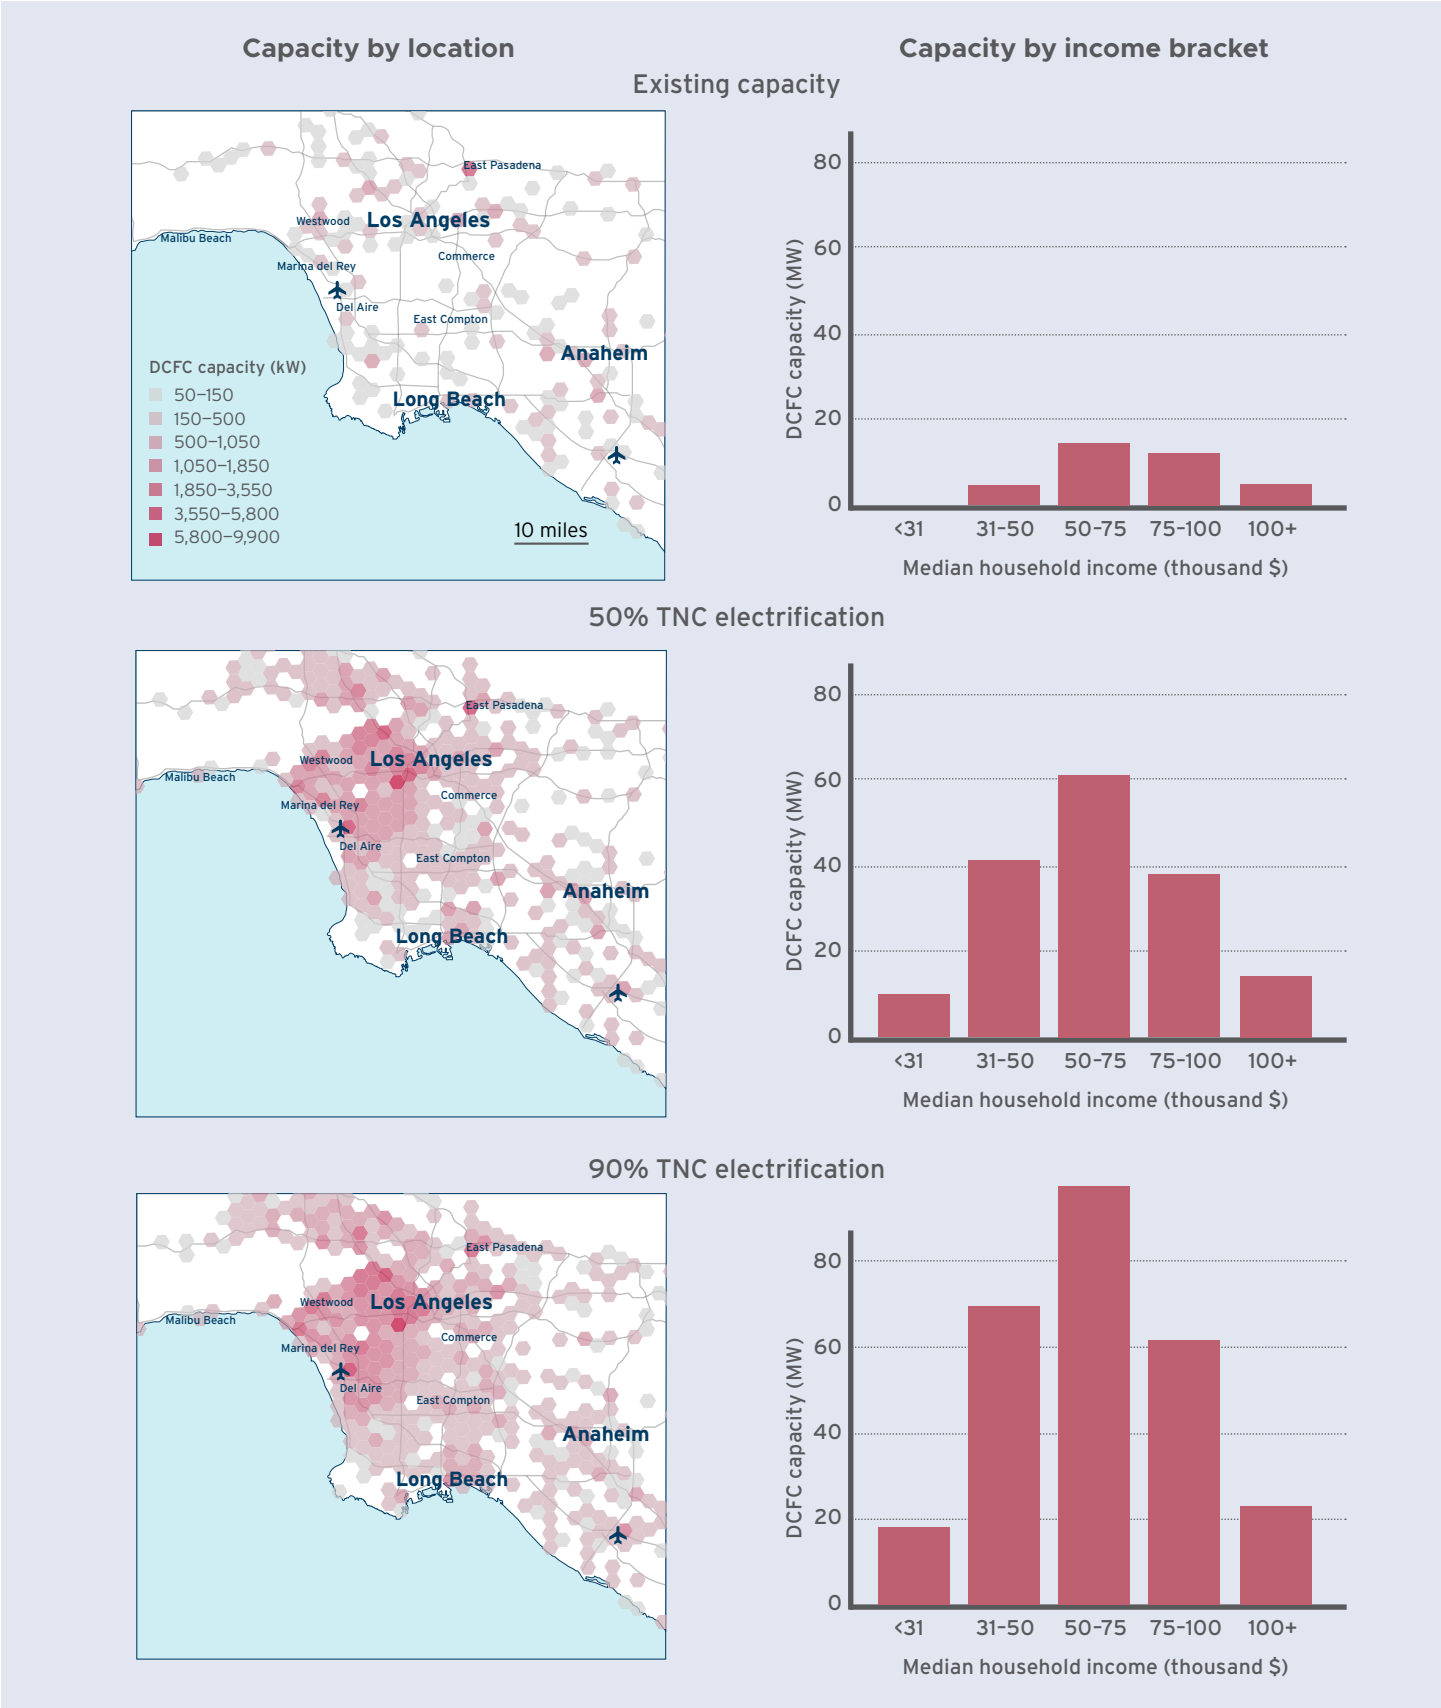 Capacity by location
Capacity by income bracket
Existing capacity
East Pasadena
Westwood
Los Angeles
Malibu Beach
Commerce
Marina del Rey
Del Aire
East Compton
Anaheim
Long Beach
DCFC capacity (kW)
50–150
150–500
500–1,050
1,050–1,850
1,850–3,550
3,550–5,800
5,800–9,900
10 miles
DCFC capacity (MW)
80
60
40
20
0
<31
31–50
50–75
75–100
100+
Median household income (thousand $)
50% TNC electrification
East Pasadena
Westwood
Los Angeles
Malibu Beach
Commerce
Marina del Rey
Del Aire
East Compton
Anaheim
Long Beach
DCFC capacity (MW)
80
60
40
20
0
<31
31–50
50–75
75–100
100+
Median household income (thousand $)
90% TNC electrification
East Pasadena
Westwood
Los Angeles
Malibu Beach
Commerce
Marina del Rey
Del Aire
East Compton
Anaheim
Long Beach
DCFC capacity (MW)
80
60
40
20
0
<31
31–50
50–75
75–100
100+
Median household income (thousand $)